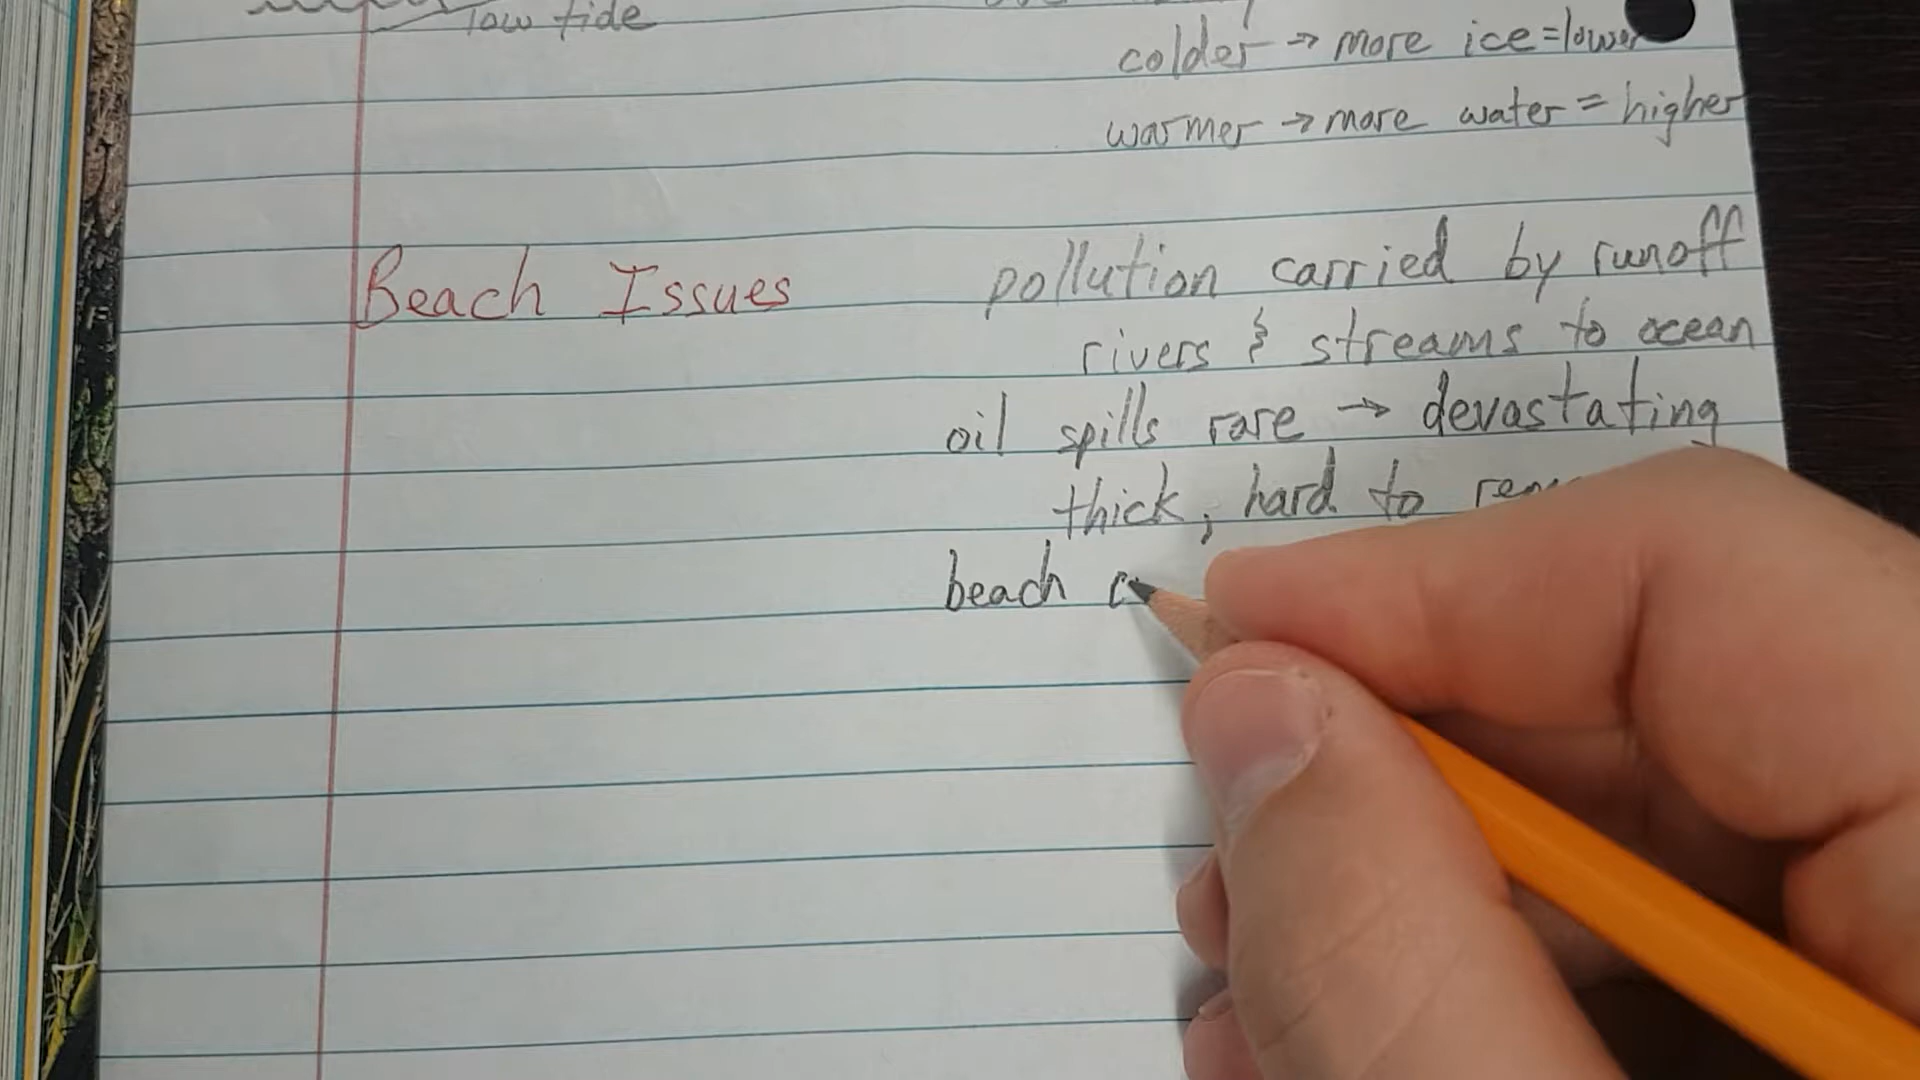 low tide
colder → more ice = lower
warmer → more water = higher
Beach Issues
pollution carried by runoff
rivers & streams to ocean
oil spills rare → devastating
thick, hard to
beach